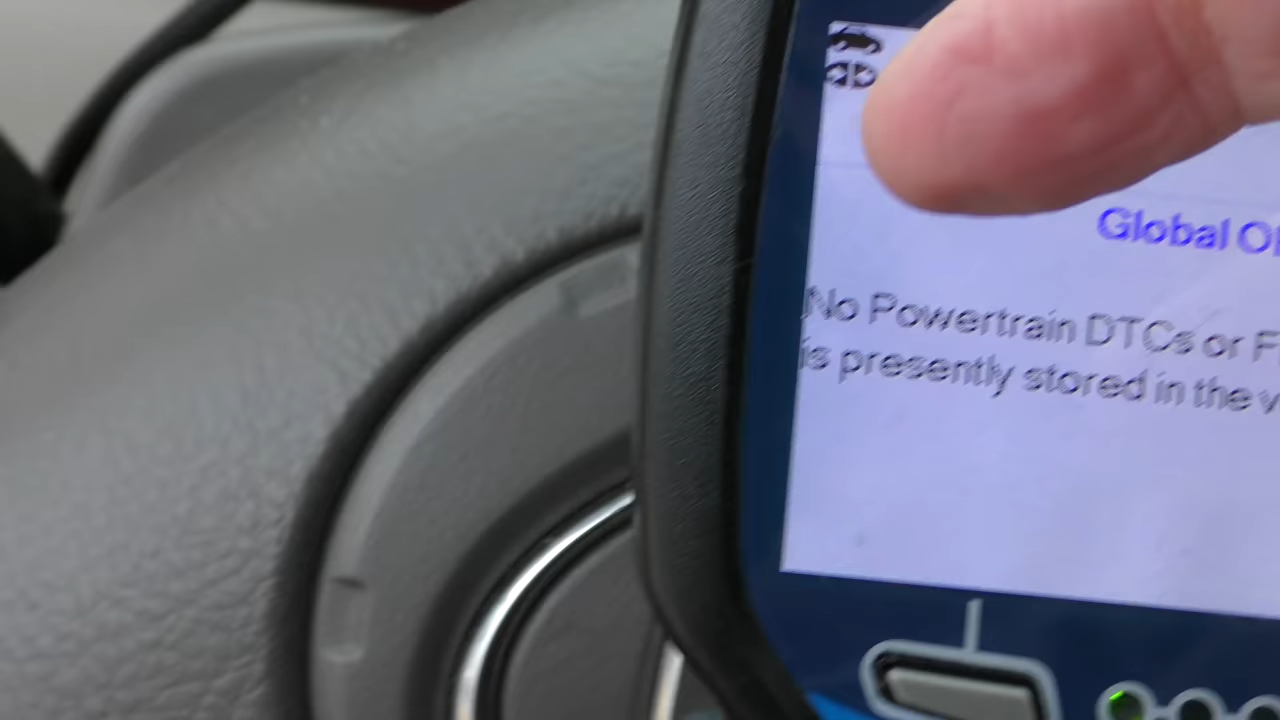 Global
No Powertrain DTCs or
is presently stored in the